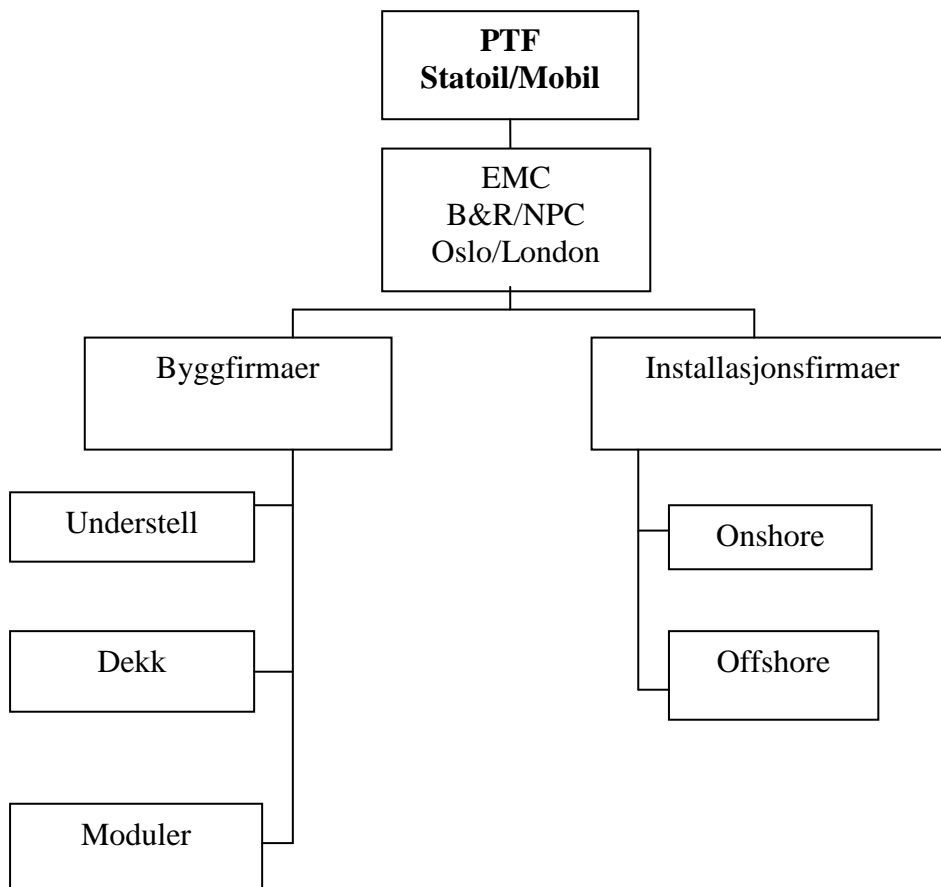 PTF
Statoil/Mobil
EMC
B&R/NPC
Oslo/London
Byggfirmaer
Installasjonsfirmaer
Understell
Onshore
Dekk
Offshore
Moduler